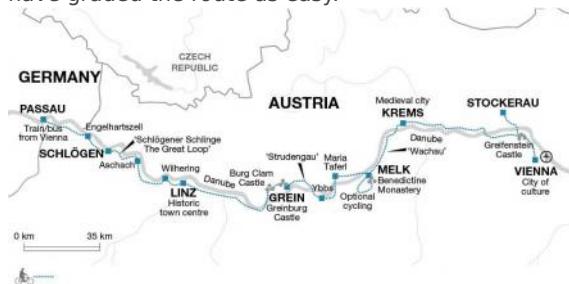 have graded the route as easy.
CZECH
REPUBLIC
GERMANY
AUSTRIA
PASSAU
Train/bus
from Vienna
Engelhartszell
SCHLÖGEN
'Schlögener Schlinge
The Great Loop'
Aschach
Wilhering
LINZ
Historic
town centre
Danube
Burg Clam
Castle
'Strudengau'
GREIN
Greinburg
Castle
Ybbs
Maria
Taferl
MELK
Benedictine
Monastery
Optional
cycling
Medieval city
KREMS
Danube
'Wachau'
STOCKERAU
Greifenstein
Castle
VIENNA
City of
culture
0 km
35 km